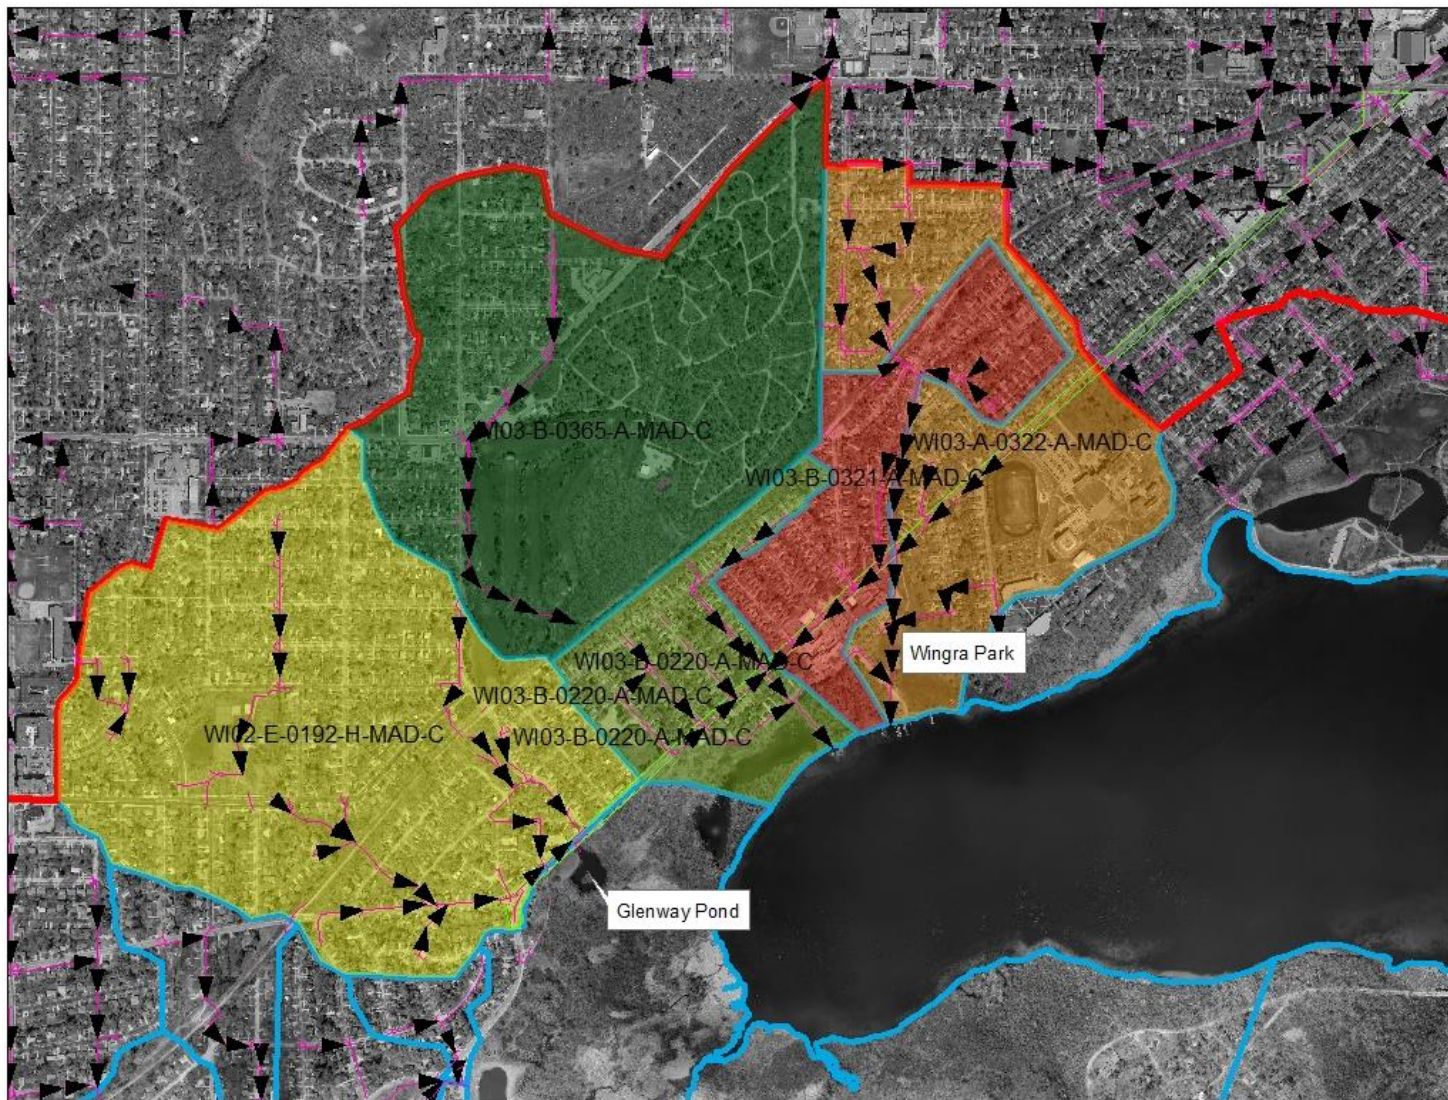 WI03-B-0365-A-MAD-C
WI03-A-0322-A-MAD-C
WI03-B-0321-A-MAD-C
Wingra Park
WI03-B-0220-A-MAD-C
WI03-B-0220-A-MAD-C
WI02-E-0192-H-MAD-C
WI03-B-0220-A-MAD-C
Glenway Pond